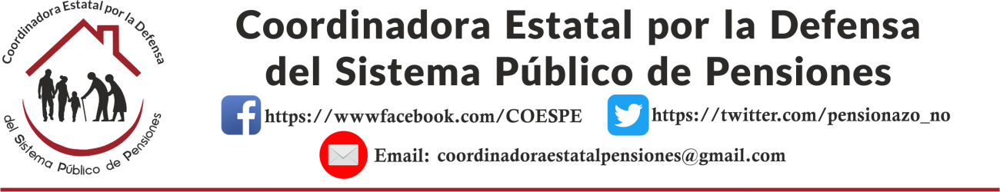 Coordinadora Estatal por la Defensa
del Sistema Público de Pensiones
Coordinadora Estatal por la Defensa
del Sistema Público de Pensiones
https://wwwfacebook.com/COESPE
https://twitter.com/pensionazo_no
Email: coordinadoraestatalpensiones@gmail.com